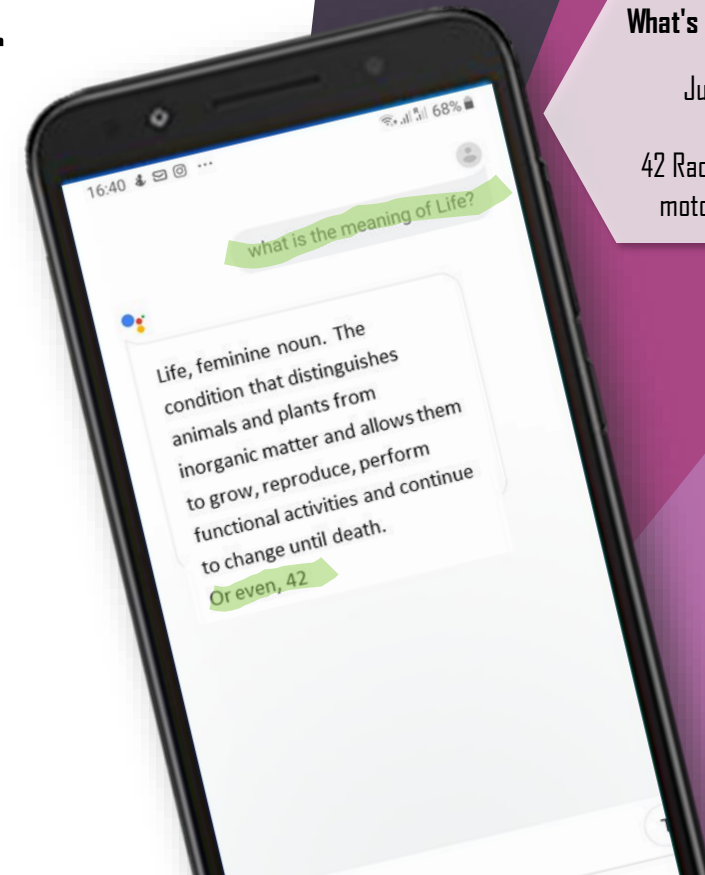 What's
42
moto
16:40
68%
what is the meaning of Life?
Life, feminine noun. The
condition that distinguishes
animals and plants from
inorganic matter and allows them
to grow, reproduce, perform
functional activities and continue
to change until death.
Or even, 42